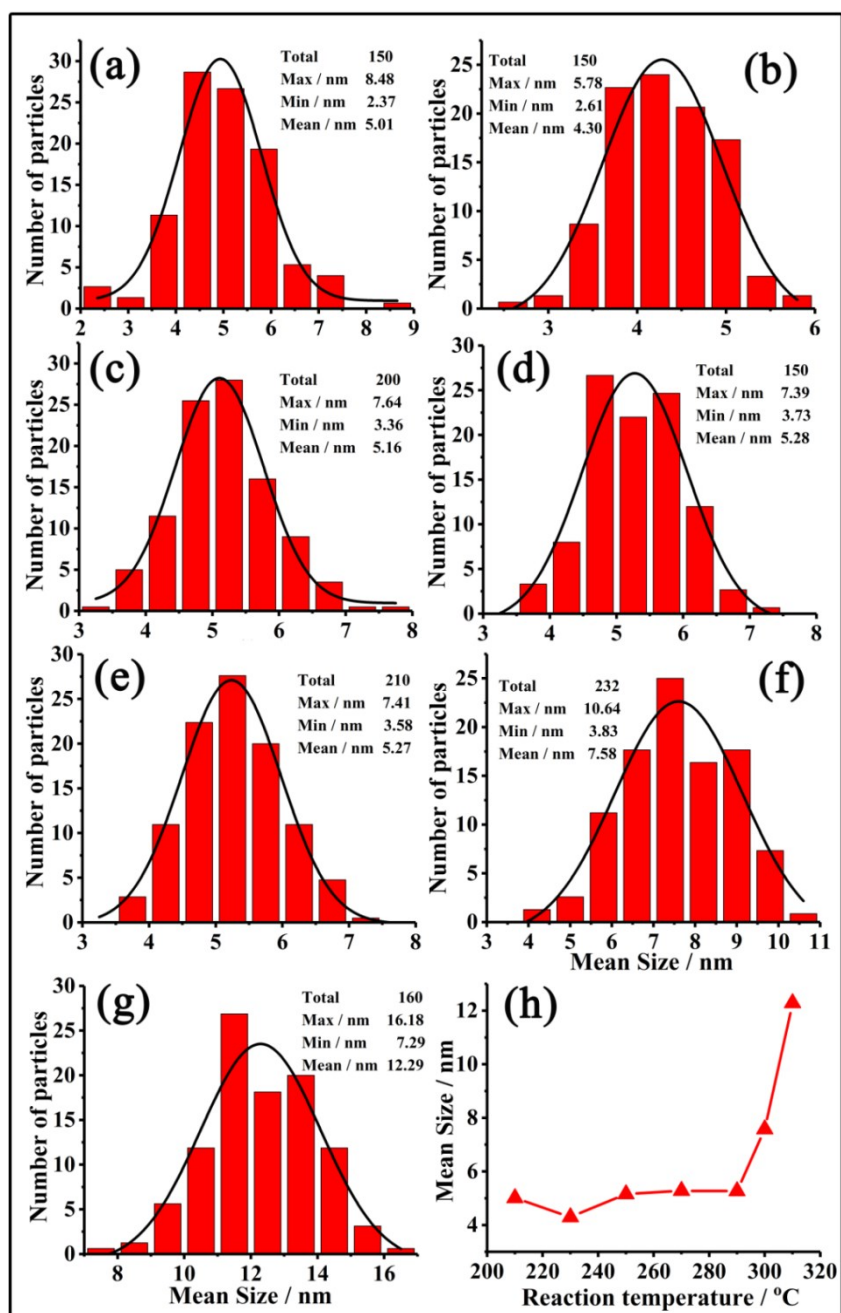 (a)
Total 150
Max / nm 8.48
Min / nm 2.37
Mean / nm 5.01
Number of particles
30
25
20
15
10
5
0
2 3 4 5 6 7 8 9
(b)
Total 150
Max / nm 5.78
Min / nm 2.61
Mean / nm 4.30
Number of particles
25
20
15
10
5
0
3 4 5 6
(c)
Total 200
Max / nm 7.64
Min / nm 3.36
Mean / nm 5.16
Number of particles
30
25
20
15
10
5
0
3 4 5 6 7 8
(d)
Total 150
Max / nm 7.39
Min / nm 3.73
Mean / nm 5.28
Number of particles
30
25
20
15
10
5
0
3 4 5 6 7 8
(e)
Total 210
Max / nm 7.41
Min / nm 3.58
Mean / nm 5.27
Number of particles
30
25
20
15
10
5
0
3 4 5 6 7 8
(f)
Total 232
Max / nm 10.64
Min / nm 3.83
Mean / nm 7.58
Number of particles
25
20
15
10
5
0
3 4 5 6 7 8 9 10 11
Mean Size / nm
(g)
Total 160
Max / nm 16.18
Min / nm 7.29
Mean / nm 12.29
Number of particles
30
25
20
15
10
5
0
8 10 12 14 16
Mean Size / nm
(h)
Mean Size / nm
12
10
8
6
4
200 220 240 260 280 300 320
Reaction temperature / ºC